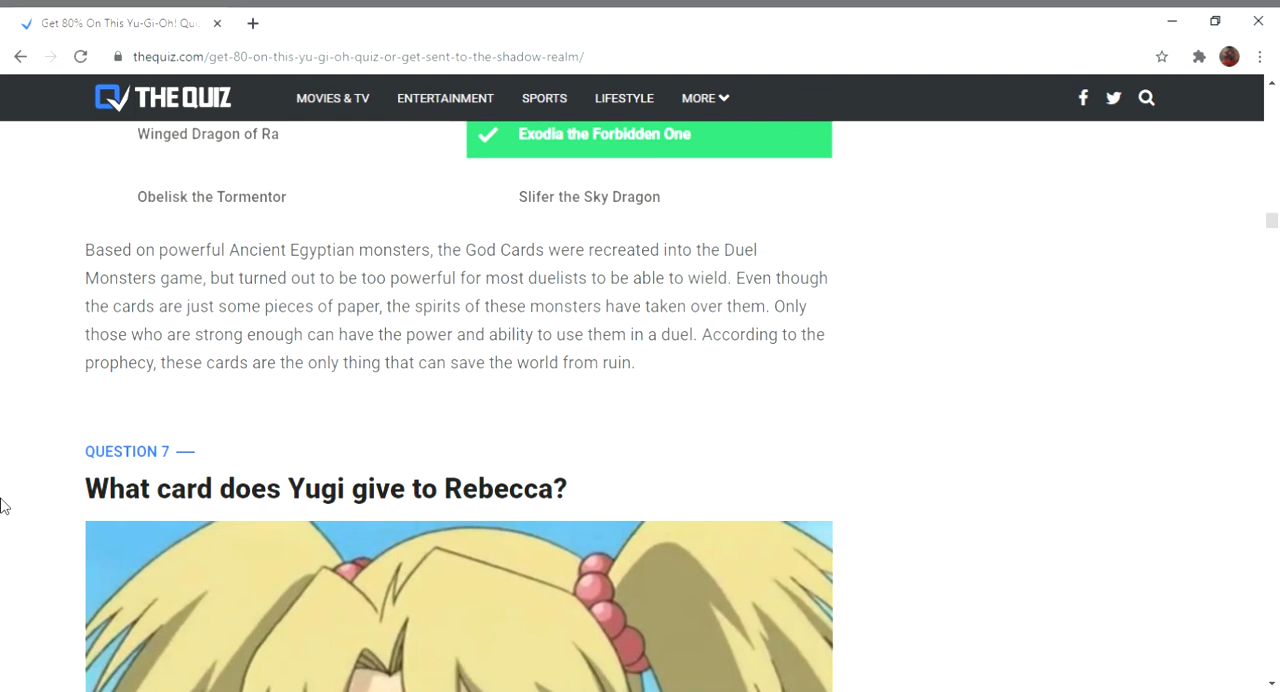 Get 80% On This Yu-Gi-Oh! Qu
thequiz.com/get-80-on-this-yu-gi-oh-quiz-or-get-sent-to-the-shadow-realm/
THE QUIZ MOVIES & TV ENTERTAINMENT SPORTS LIFESTYLE MORE
Winged Dragon of Ra Exodia the Forbidden One
Obelisk the Tormentor Slifer the Sky Dragon
Based on powerful Ancient Egyptian monsters, the God Cards were recreated into the Duel
Monsters game, but turned out to be too powerful for most duelists to be able to wield. Even though
the cards are just some pieces of paper, the spirits of these monsters have taken over them. Only
those who are strong enough can have the power and ability to use them in a duel. According to the
prophecy, these cards are the only thing that can save the world from ruin.
QUESTION 7 —
What card does Yugi give to Rebecca?